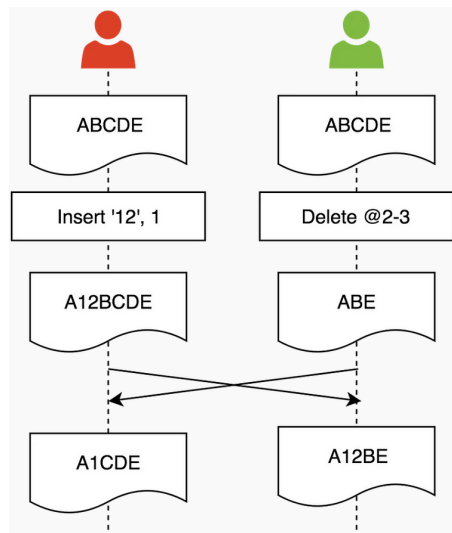 ABCDE
ABCDE
Insert '12', 1
Delete @2-3
A12BCDE
ABE
A1CDE
A12BE